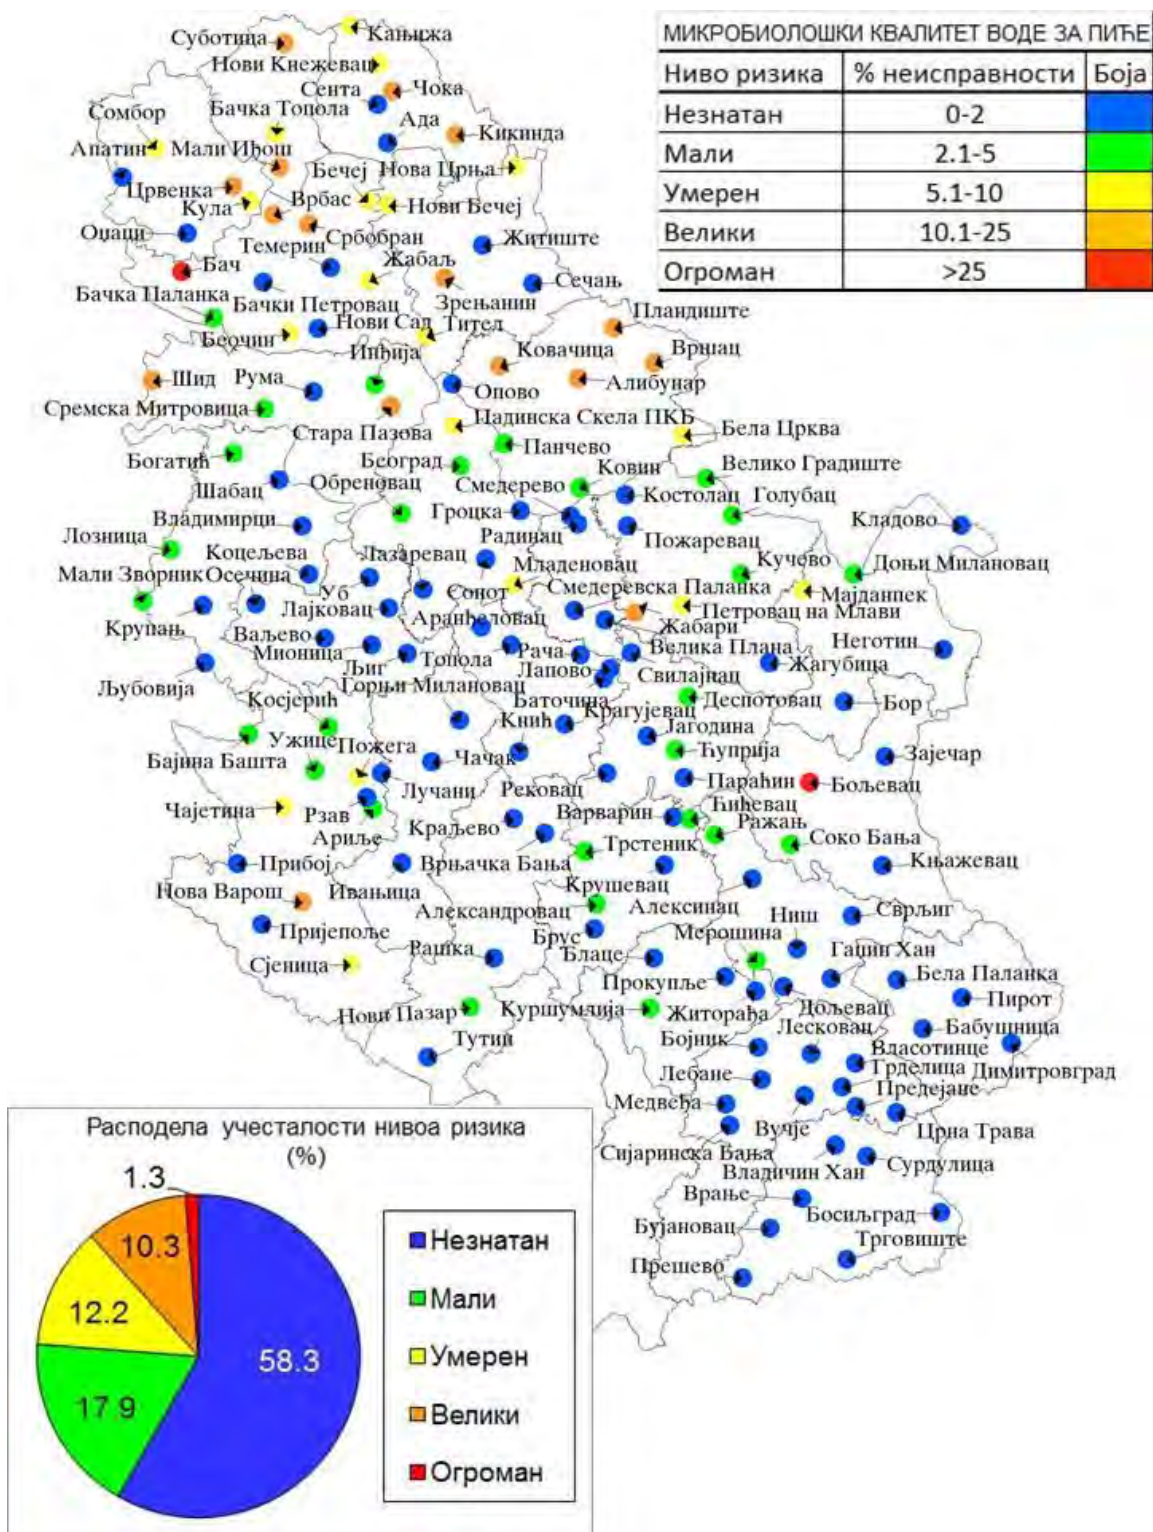 МИКРОБИОЛОШКИ КВАЛИТЕТ ВОДЕ ЗА ПИЋЕ
Ниво ризика % неисправности Боја
Незнатан 0-2
Мали 2.1-5
Умерен 5.1-10
Велики 10.1-25
Огроман >25
Кањижа
Суботица
Нови Кнежевац
Сента
Чока
Бачка Топола
Сомбор
Ада
Кикинда
Апатин
Мали Иђош
Бечеј
Нова Црња
Црвенка
Врбас
Кула
Нови Бечеј
Оџаци
Србобран
Темерин
Житиште
Жабаљ
Бач
Сечањ
Бачка Паланка
Бачки Петровац
Зрењанин
Нови Сад
Тител
Пландиште
Беочин
Инђија
Ковачица
Вршац
Шид
Рума
Опово
Алибунар
Сремска Митровица
Падинска Скела ПКБ
Стара Пазова
Бела Црква
Панчево
Богатић
Београд
Ковин
Велико Градиште
Шабац
Обреновац
Смедерево
Костолац
Голубац
Владимирци
Гроцка
Кладово
Лозница
Радинац
Пожаревац
Коцељева
Лазаревац
Кучево
Доњи Милановац
Мали Зворник
Осечина
Младеновац
Смедеревска Паланка
Мајданпек
Уб
Сопот
Лајковац
Аранђеловац
Петровац на Млави
Крупањ
Жабари
Ваљево
Неготин
Мионица
Рача
Велика Плана
Љиг
Топола
Лапово
Жагубица
Љубовија
Свилајнац
Горњи Милановац
Баточина
Деспотовац
Косјерић
Бор
Кнић
Крагујевац
Јагодина
Ужице
Пожега
Ћуприја
Зајечар
Бајина Башта
Чачак
Лучани
Рековац
Параћин
Бољевац
Чајетина
Рзав
Варварин
Ћићевац
Ариље
Краљево
Ражањ
Соко Бања
Трстеник
Врњачка Бања
Прибој
Књажевац
Нова Варош
Ивањица
Крушевац
Александровац
Алексинац
Ниш
Сврљиг
Пријепоље
Брус
Мерошина
Рашка
Блаце
Гаџин Хан
Сјеница
Прокупље
Бела Паланка
Пирот
Нови Пазар
Куршумлија
Житорађа
Дољевац
Лесковац
Тутин
Бојник
Бабушница
Власотинце
Лебане
Грделица
Димитровград
Предејане
Медвеђа
Вучје
Црна Трава
Сијаринска Бања
Владичин Хан
Сурдулица
Врање
Босиљград
Бујановац
Трговиште
Прешево
Расподела учесталости нивоа ризика
(%)
1.3
10.3
12.2
17.9
58.3
Незнатан
Мали
Умерен
Велики
Огроман